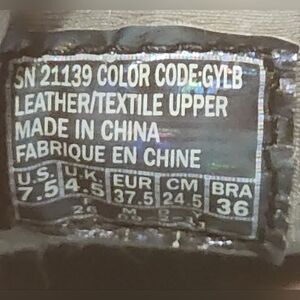 SN 21139 COLOR CODE:GYLB
LEATHER/TEXTILE UPPER
MADE IN CHINA
FABRIQUE EN CHINE
U.S. U.K. EUR CM BRA
7.5 4.5 37.5 24.5 36